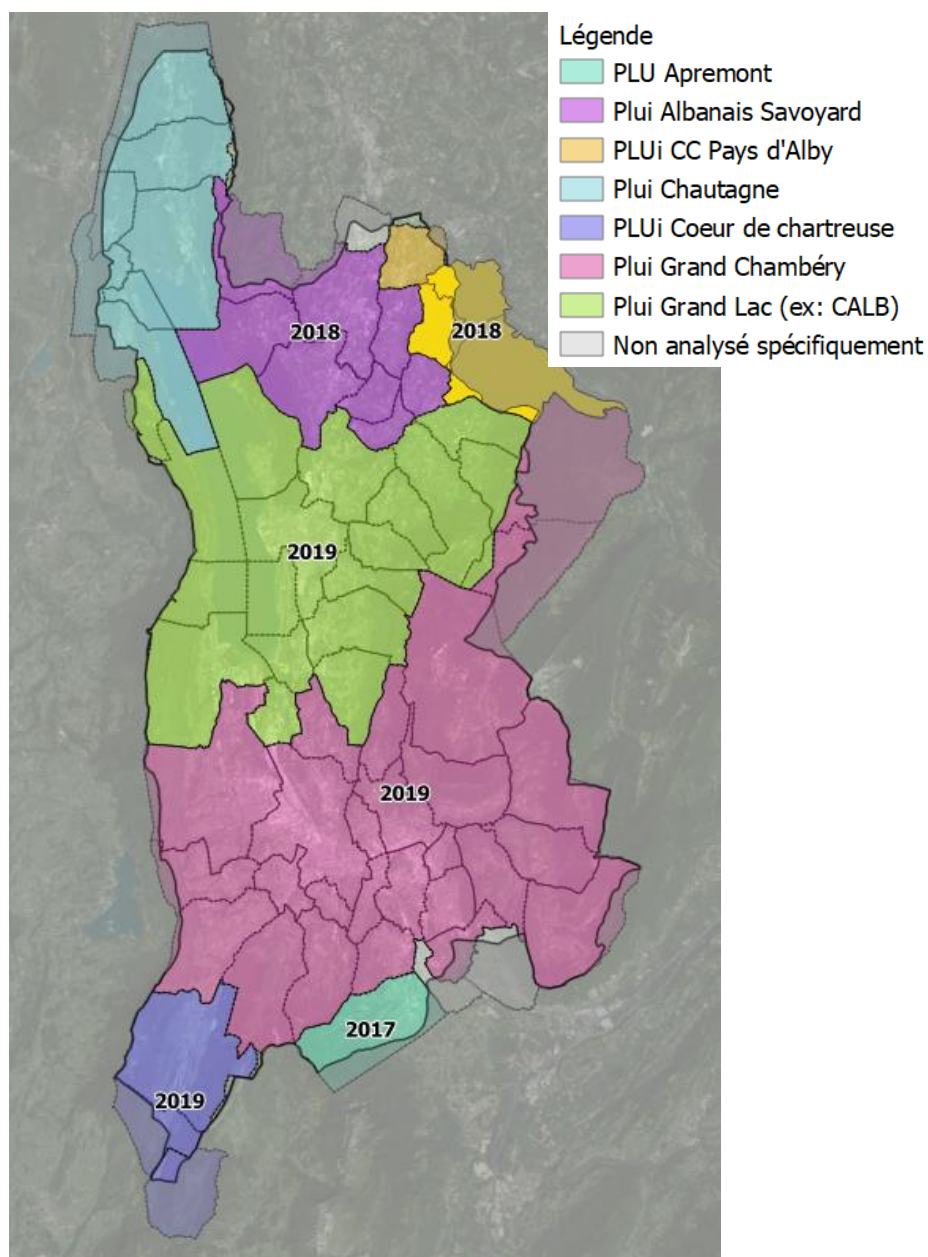 Légende
PLU Apremont
Plui Albanais Savoyard
PLUi CC Pays d'Alby
Plui Chautagne
PLUi Coeur de chartreuse
Plui Grand Chambéry
Plui Grand Lac (ex: CALB)
Non analysé spécifiquement
2018
2018
2019
2019
2017
2019